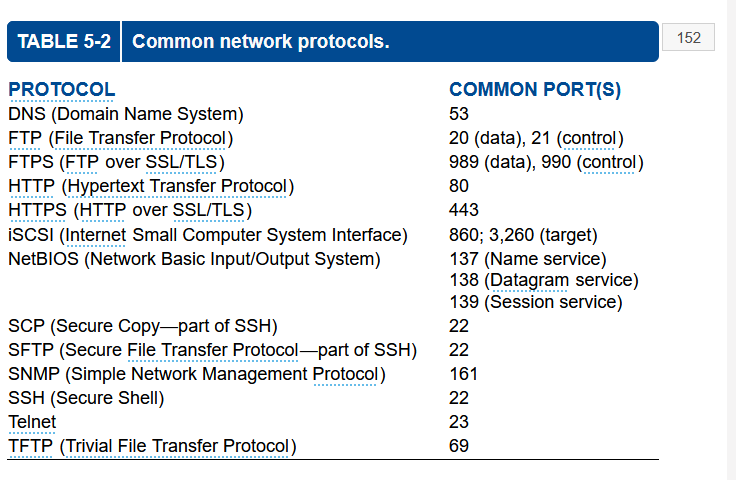 TABLE 5-2 Common network protocols. 152
PROTOCOL COMMON PORT(S)
DNS (Domain Name System) 53
FTP (File Transfer Protocol) 20 (data), 21 (control)
FTPS (FTP over SSL/TLS) 989 (data), 990 (control)
HTTP (Hypertext Transfer Protocol) 80
HTTPS (HTTP over SSL/TLS) 443
iSCSI (Internet Small Computer System Interface) 860; 3,260 (target)
NetBIOS (Network Basic Input/Output System) 137 (Name service)
138 (Datagram service)
139 (Session service)
SCP (Secure Copy—part of SSH) 22
SFTP (Secure File Transfer Protocol—part of SSH) 22
SNMP (Simple Network Management Protocol) 161
SSH (Secure Shell) 22
Telnet 23
TFTP (Trivial File Transfer Protocol) 69